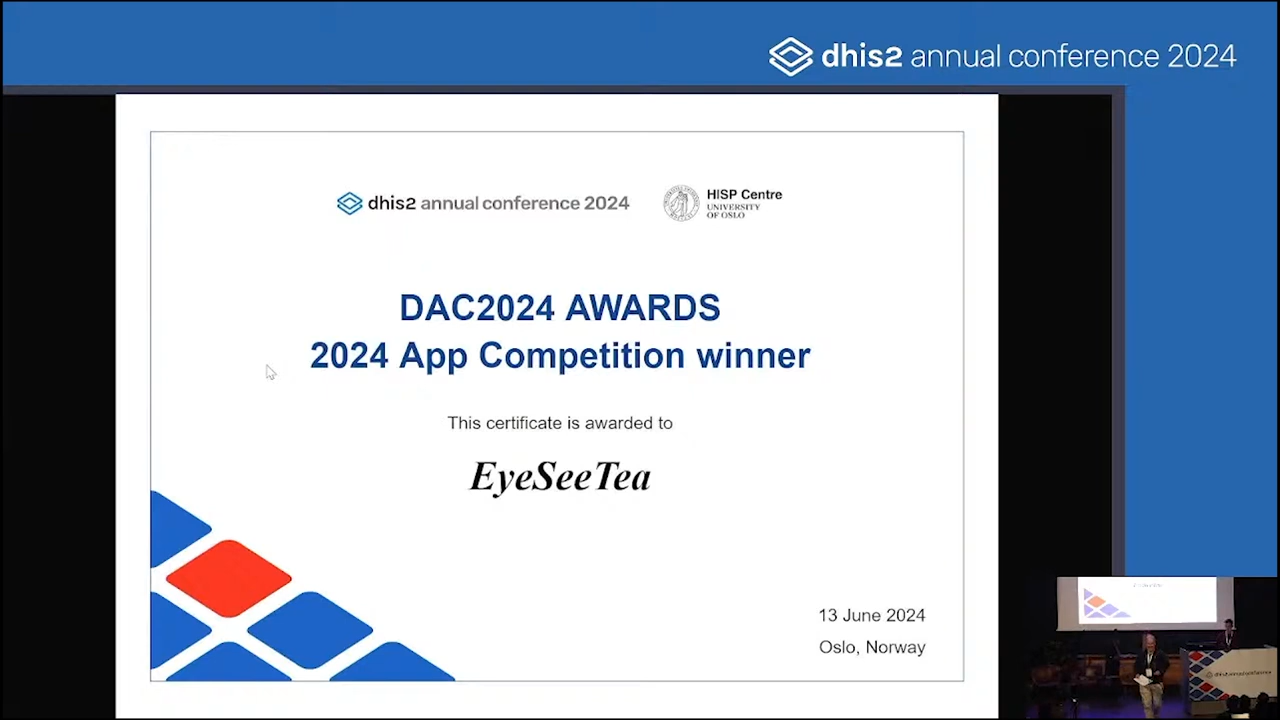 dhis2 annual conference 2024
dhis2 annual conference 2024
HISP Centre
UNIVERSITY
OF OSLO
DAC2024 AWARDS
2024 App Competition winner
This certificate is awarded to
EyeSeeTea
13 June 2024
Oslo, Norway